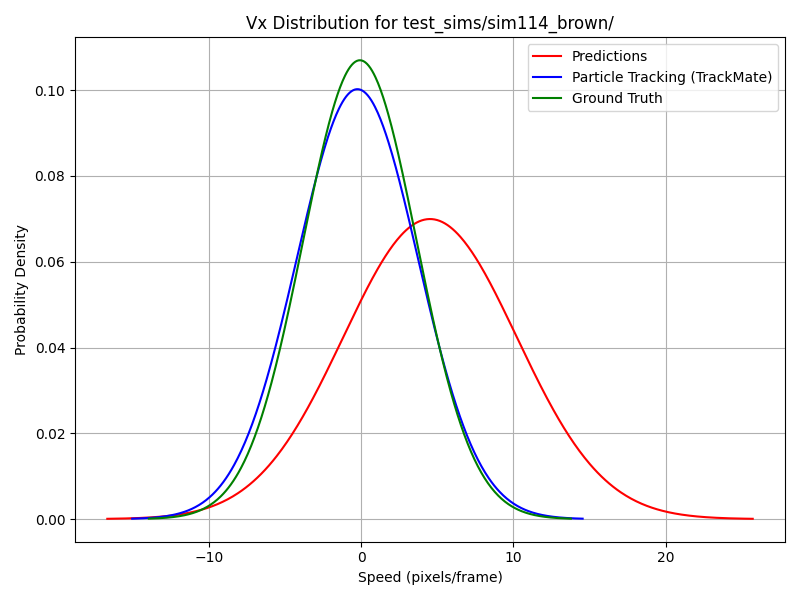 Vx Distribution for test_sims/sim114_brown/
Predictions
Particle Tracking (TrackMate)
Ground Truth
Probability Density
0.10
0.08
0.06
0.04
0.02
0.00
−10
0
10
20
Speed (pixels/frame)